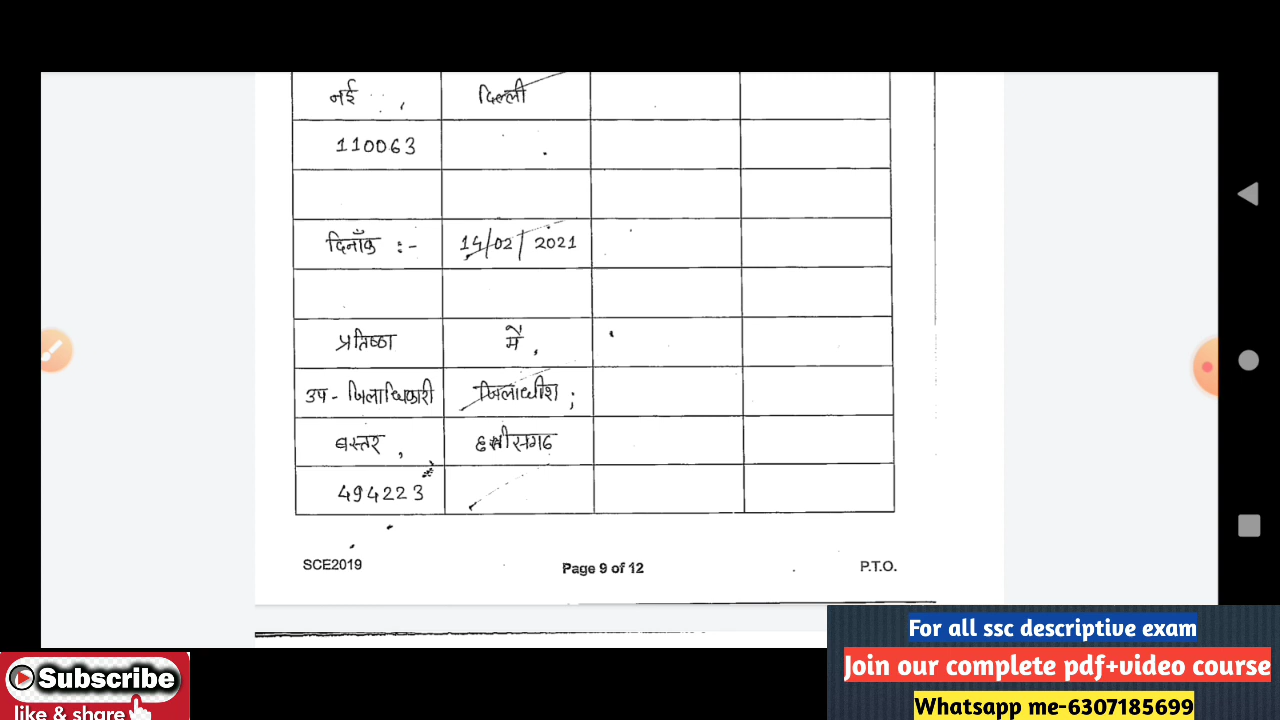 नई , दिल्ली
110063
दिनाँक :- 14/02/2021
प्रतिष्ठा मै ,
उप - जिलाधिकारी जिलाधीश ;
बस्तर , छत्तीसगढ
494223
SCE2019 Page 9 of 12 P.T.O.
For all ssc descriptive exam
Join our complete pdf+video course
Whatsapp me-6307185699
Subscribe
like & share